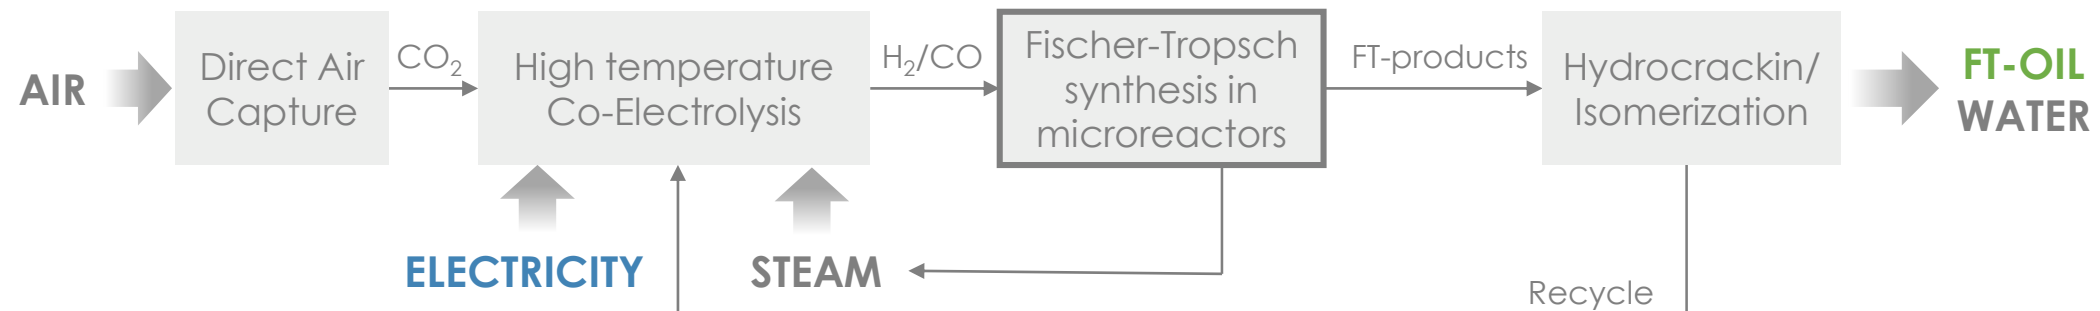 AIR
Direct Air
Capture
CO₂
High temperature
Co-Electrolysis
H₂/CO
Fischer-Tropsch
synthesis in
microreactors
FT-products
Hydrocrackin/
Isomerization
FT-OIL
WATER
ELECTRICITY
STEAM
Recycle